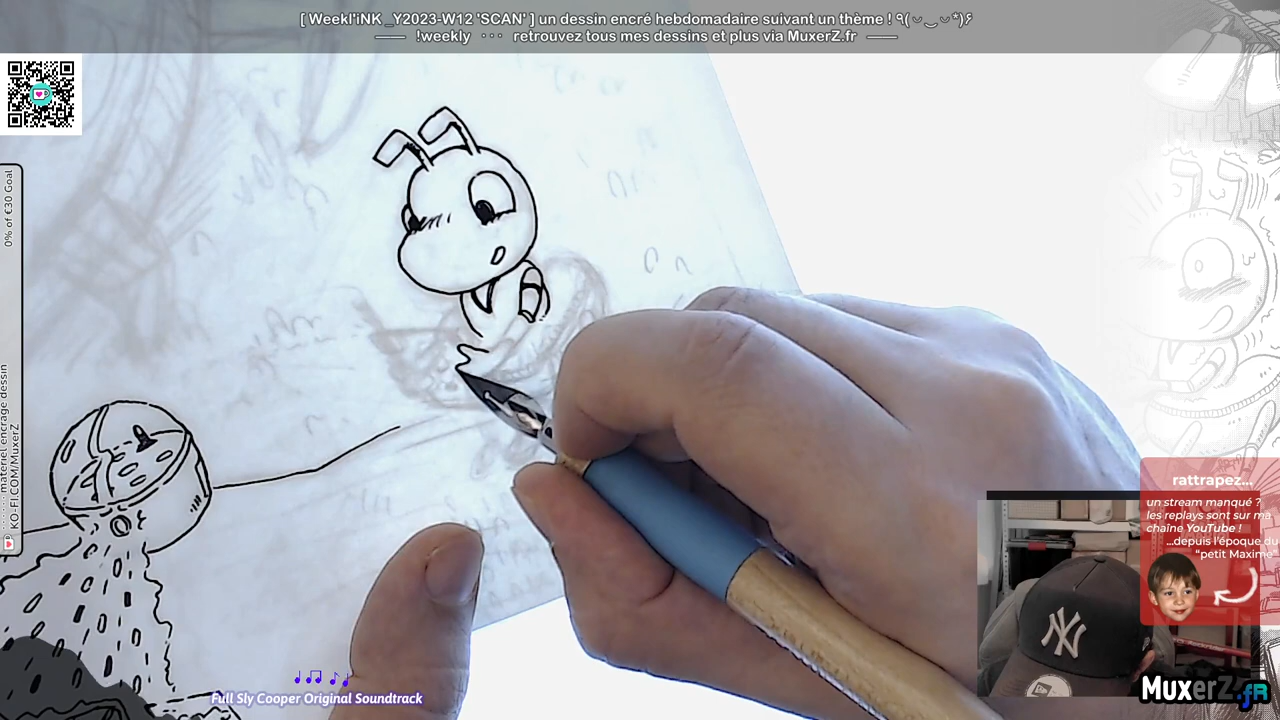 [ Weekl'iNK _Y2023-W12 'SCAN' ] un dessin encré hebdomadaire suivant un thème ! ٩(◡‿◡*)۶
—— !weekly ··· retrouvez tous mes dessins et plus via MuxerZ.fr ——
0% of €30 Goal
matériel encrage dessin
KO-FI.COM/MuxerZ
rattrapez...
un stream manqué ?
les replays sont sur ma
chaîne YouTube !
...depuis l'époque du
"petit Maxime"
NY
MuxerZ.fR
Full Sly Cooper Original Soundtrack